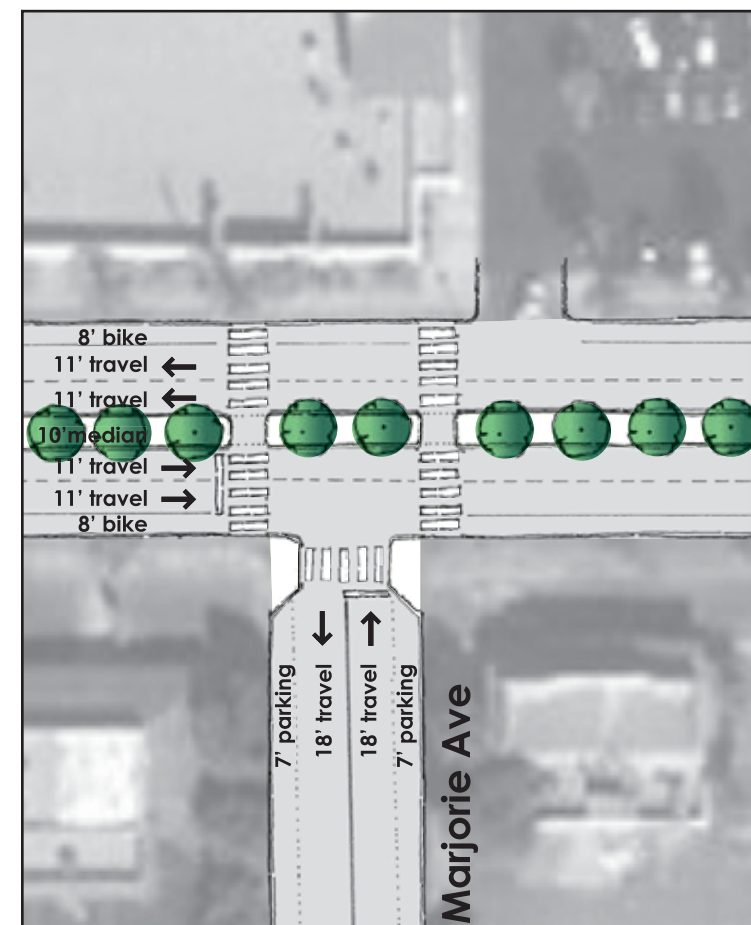 8' bike
11' travel
11' travel
10'median
11' travel
11' travel
8' bike
7' parking
18' travel
18' travel
7' parking
Marjorie Ave